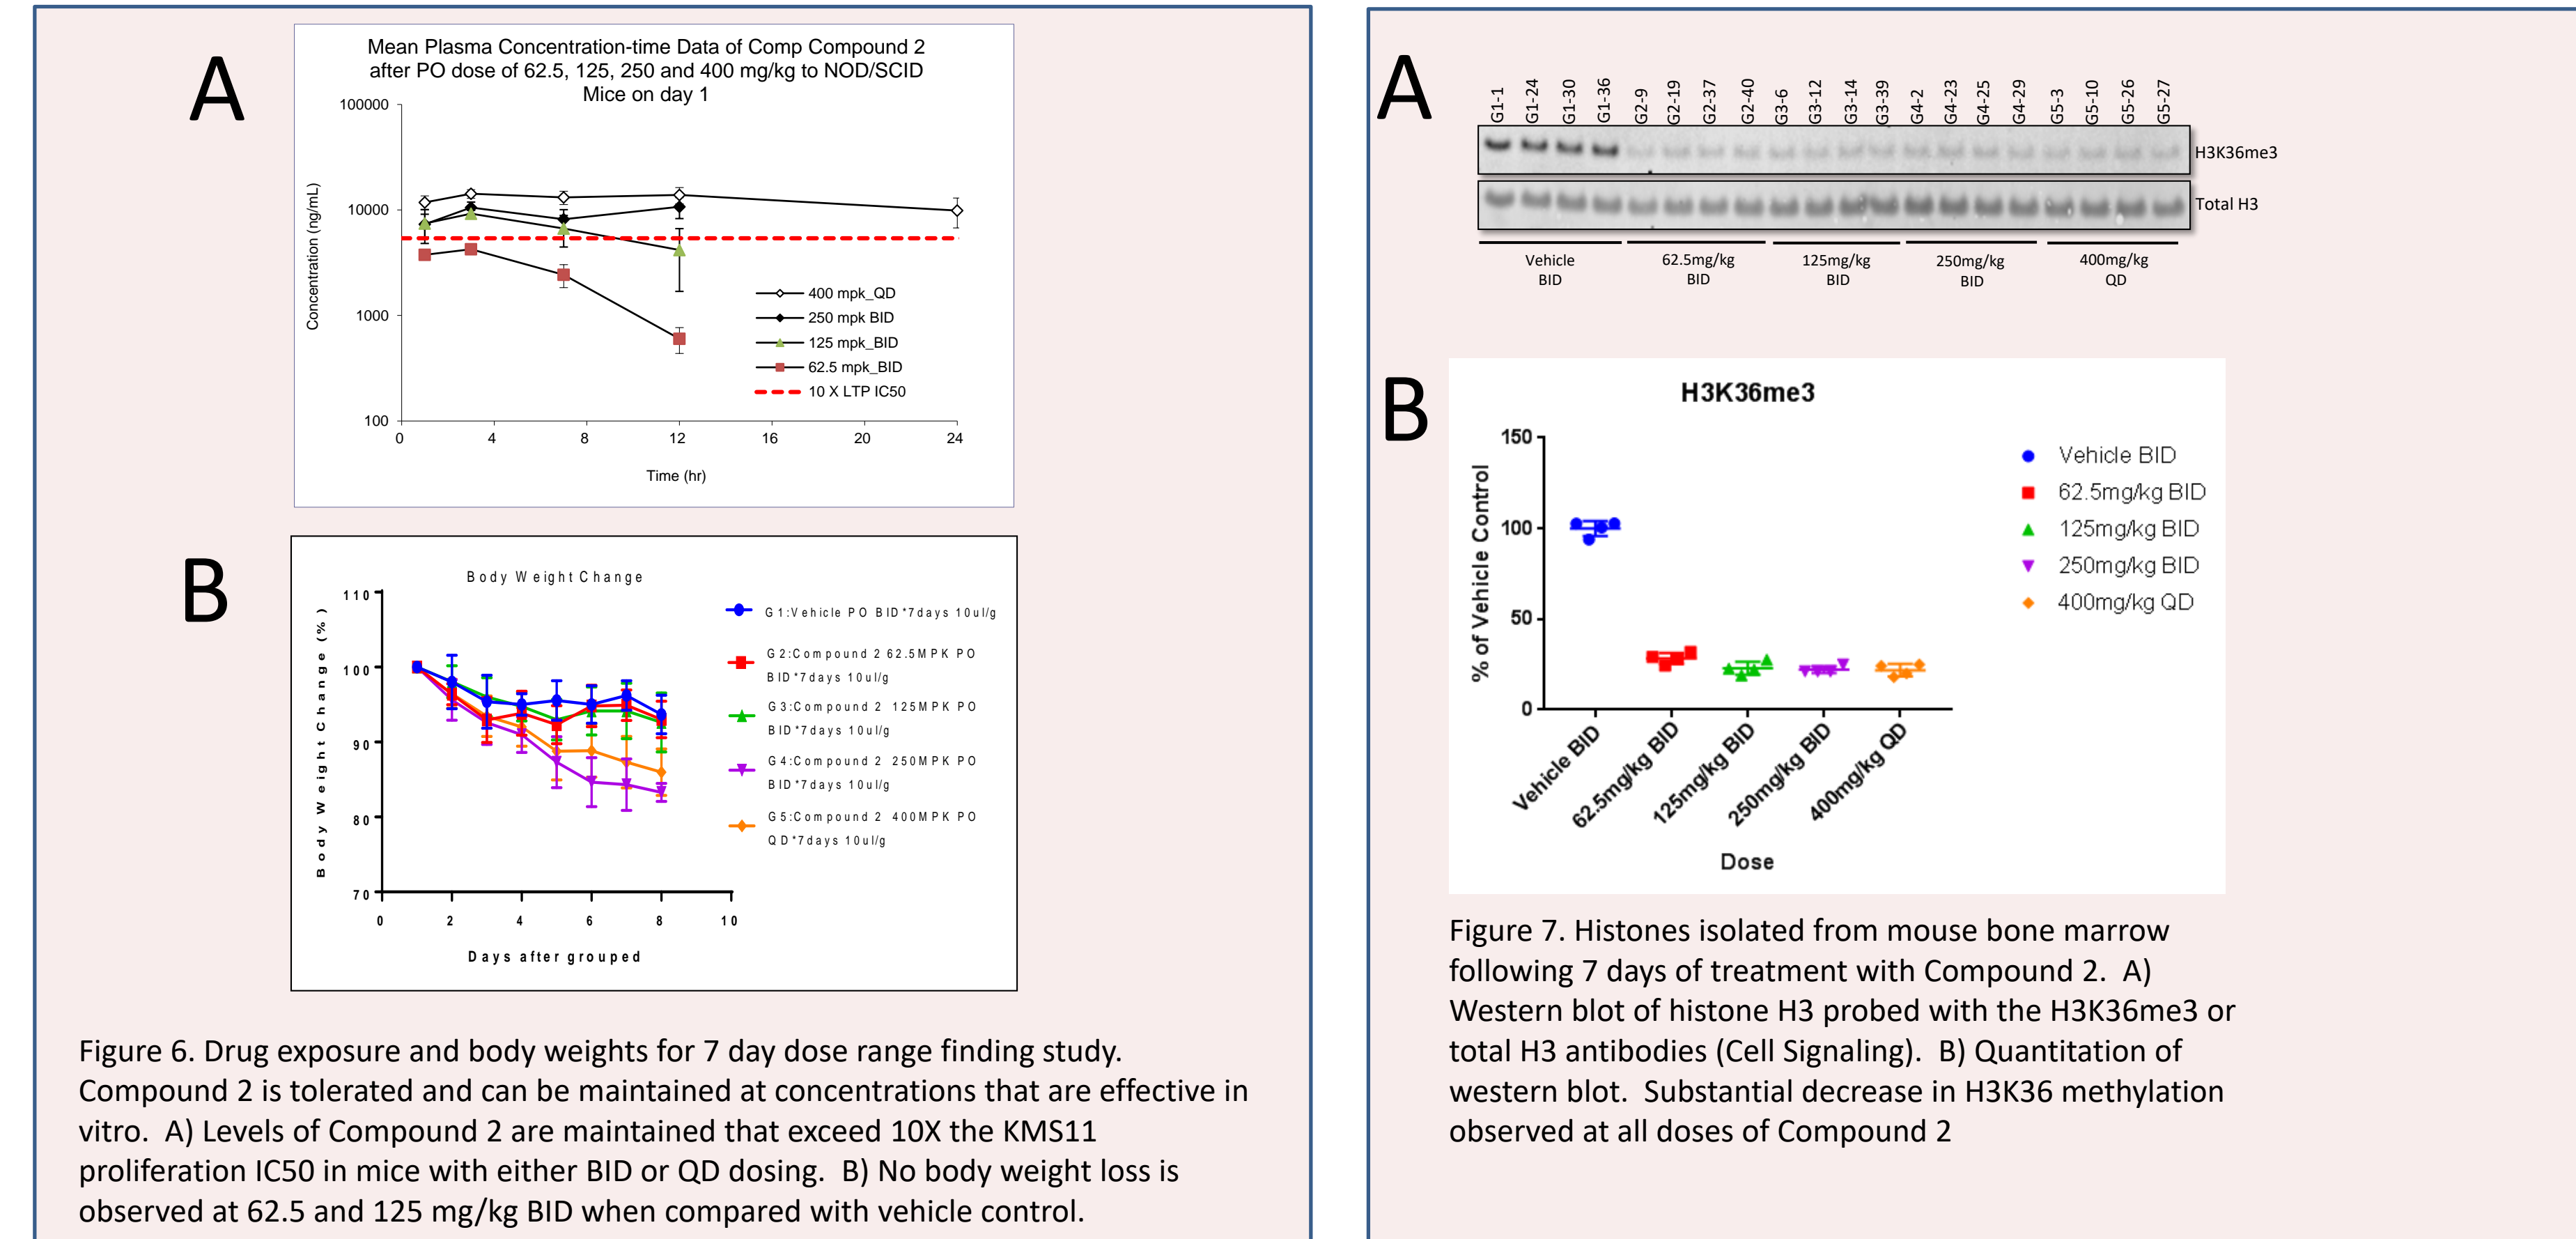 A
Mean Plasma Concentration-time Data of Comp Compound 2
after PO dose of 62.5, 125, 250 and 400 mg/kg to NOD/SCID
Mice on day 1
Concentration (ng/mL)
100000
10000
1000
100
0 4 8 12 16 20 24
Time (hr)
400 mpk_QD
250 mpk BID
125 mpk_BID
62.5 mpk_BID
10 X LTP IC50
B
Body Weight Change
Body Weight Change (%)
110
100
90
80
70
0 2 4 6 8 10
Days after grouped
G1:Vehicle PO BID*7days 10ul/g
G2:Compound 2 62.5MPK PO
BID*7days 10ul/g
G3:Compound 2 125MPK PO
BID*7days 10ul/g
G4:Compound 2 250MPK PO
BID*7days 10ul/g
G5:Compound 2 400MPK PO
QD*7days 10ul/g
Figure 6. Drug exposure and body weights for 7 day dose range finding study.
Compound 2 is tolerated and can be maintained at concentrations that are effective in
vitro. A) Levels of Compound 2 are maintained that exceed 10X the KMS11
proliferation IC50 in mice with either BID or QD dosing. B) No body weight loss is
observed at 62.5 and 125 mg/kg BID when compared with vehicle control.
A
G1-1 G1-24 G1-30 G1-36 G2-9 G2-19 G2-37 G2-40 G3-6 G3-12 G3-14 G3-39 G4-2 G4-23 G4-25 G4-29 G5-3 G5-10 G5-26 G5-27
H3K36me3
Total H3
Vehicle 62.5mg/kg 125mg/kg 250mg/kg 400mg/kg
BID BID BID BID QD
B
H3K36me3
% of Vehicle Control
150
100
50
0
Vehicle BID
62.5mg/kg BID
125mg/kg BID
250mg/kg BID
400mg/kg QD
Vehicle BID 62.5mg/kg BID 125mg/kg BID 250mg/kg BID 400mg/kg QD
Dose
Figure 7. Histones isolated from mouse bone marrow
following 7 days of treatment with Compound 2. A)
Western blot of histone H3 probed with the H3K36me3 or
total H3 antibodies (Cell Signaling). B) Quantitation of
western blot. Substantial decrease in H3K36 methylation
observed at all doses of Compound 2